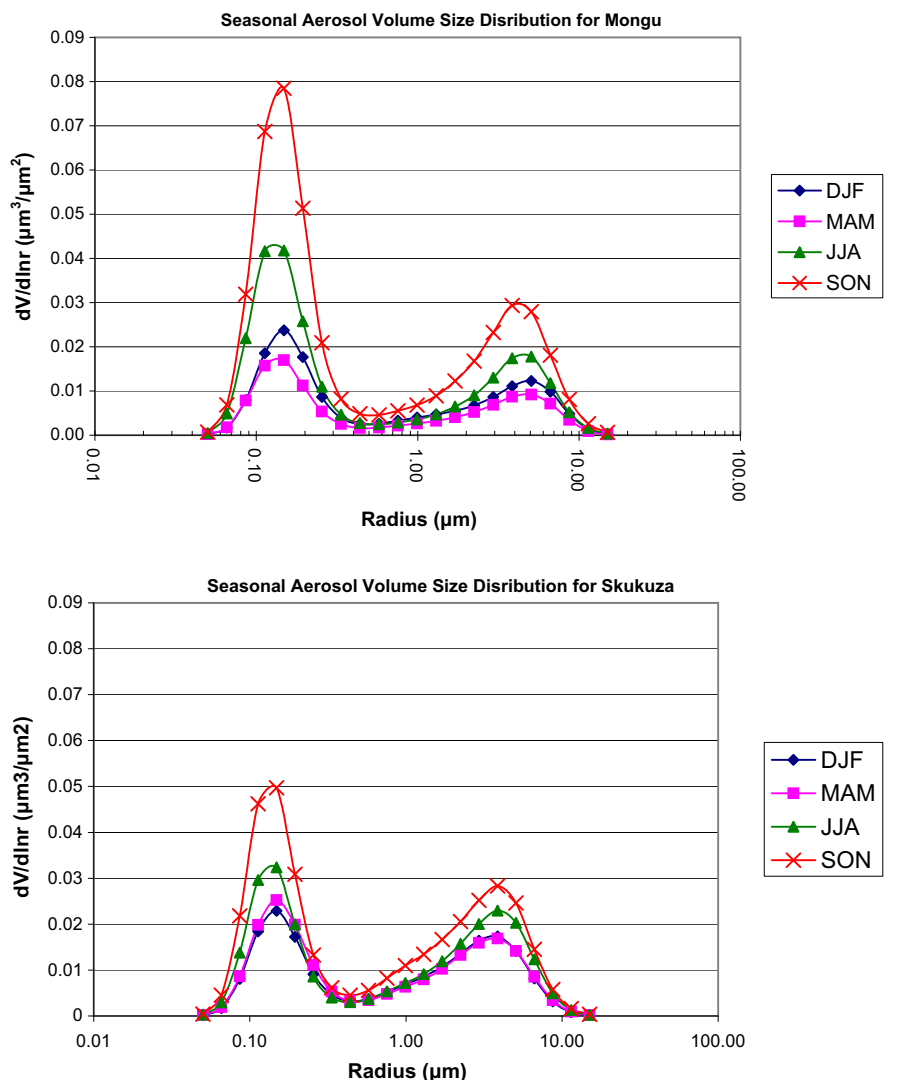 Seasonal Aerosol Volume Size Disribution for Mongu
0.09
0.08
0.07
0.06
0.05
0.04
0.03
0.02
0.01
0.00
dV/dlnr (µm³/µm²)
0.01
0.10
1.00
10.00
100.00
Radius (µm)
DJF
MAM
JJA
SON
Seasonal Aerosol Volume Size Disribution for Skukuza
0.09
0.08
0.07
0.06
0.05
0.04
0.03
0.02
0.01
0
dV/dlnr (µm3/µm2)
0.01
0.10
1.00
10.00
100.00
Radius (µm)
DJF
MAM
JJA
SON